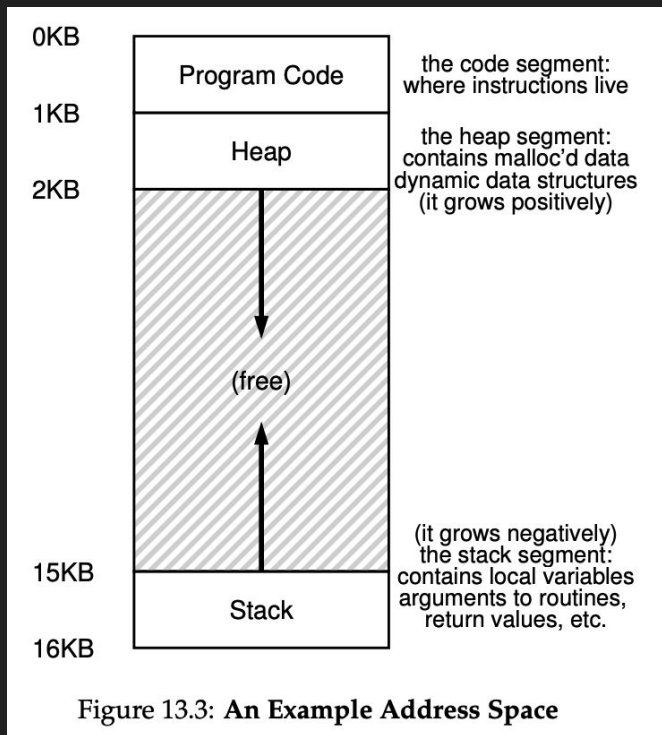 0KB
Program Code
the code segment:
where instructions live
1KB
Heap
the heap segment:
contains malloc'd data
dynamic data structures
(it grows positively)
2KB
(free)
(it grows negatively)
the stack segment:
contains local variables
arguments to routines,
return values, etc.
15KB
Stack
16KB
Figure 13.3: An Example Address Space